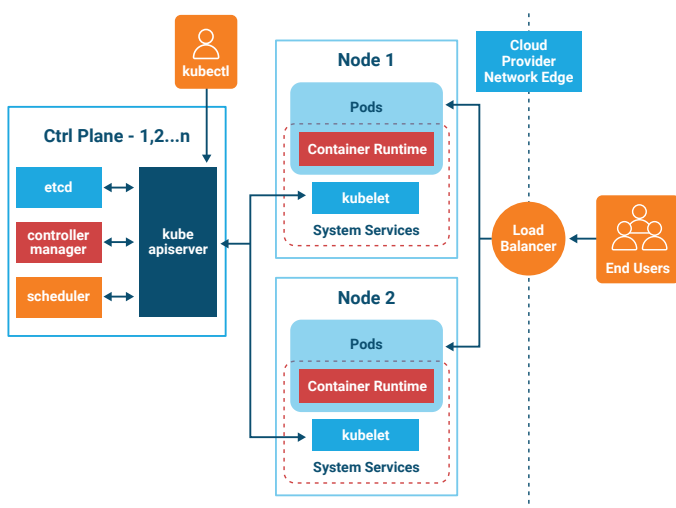 kubectl
Ctrl Plane - 1,2...n
etcd
controller
manager
scheduler
kube
apiserver
Node 1
Pods
Container Runtime
kubelet
System Services
Node 2
Pods
Container Runtime
kubelet
System Services
Cloud
Provider
Network Edge
Load
Balancer
End Users